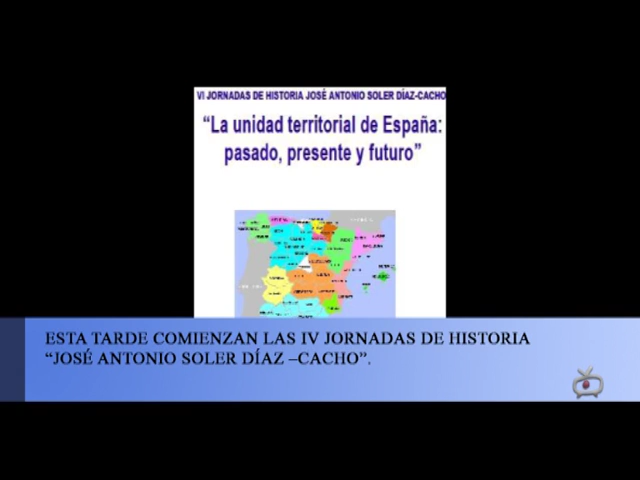 VI JORNADAS DE HISTORIA JOSÉ ANTONIO SOLER DÍAZ-CACHO
“La unidad territorial de España:
pasado, presente y futuro”
ESTA TARDE COMIENZAN LAS IV JORNADAS DE HISTORIA
“JOSÉ ANTONIO SOLER DÍAZ –CACHO”.